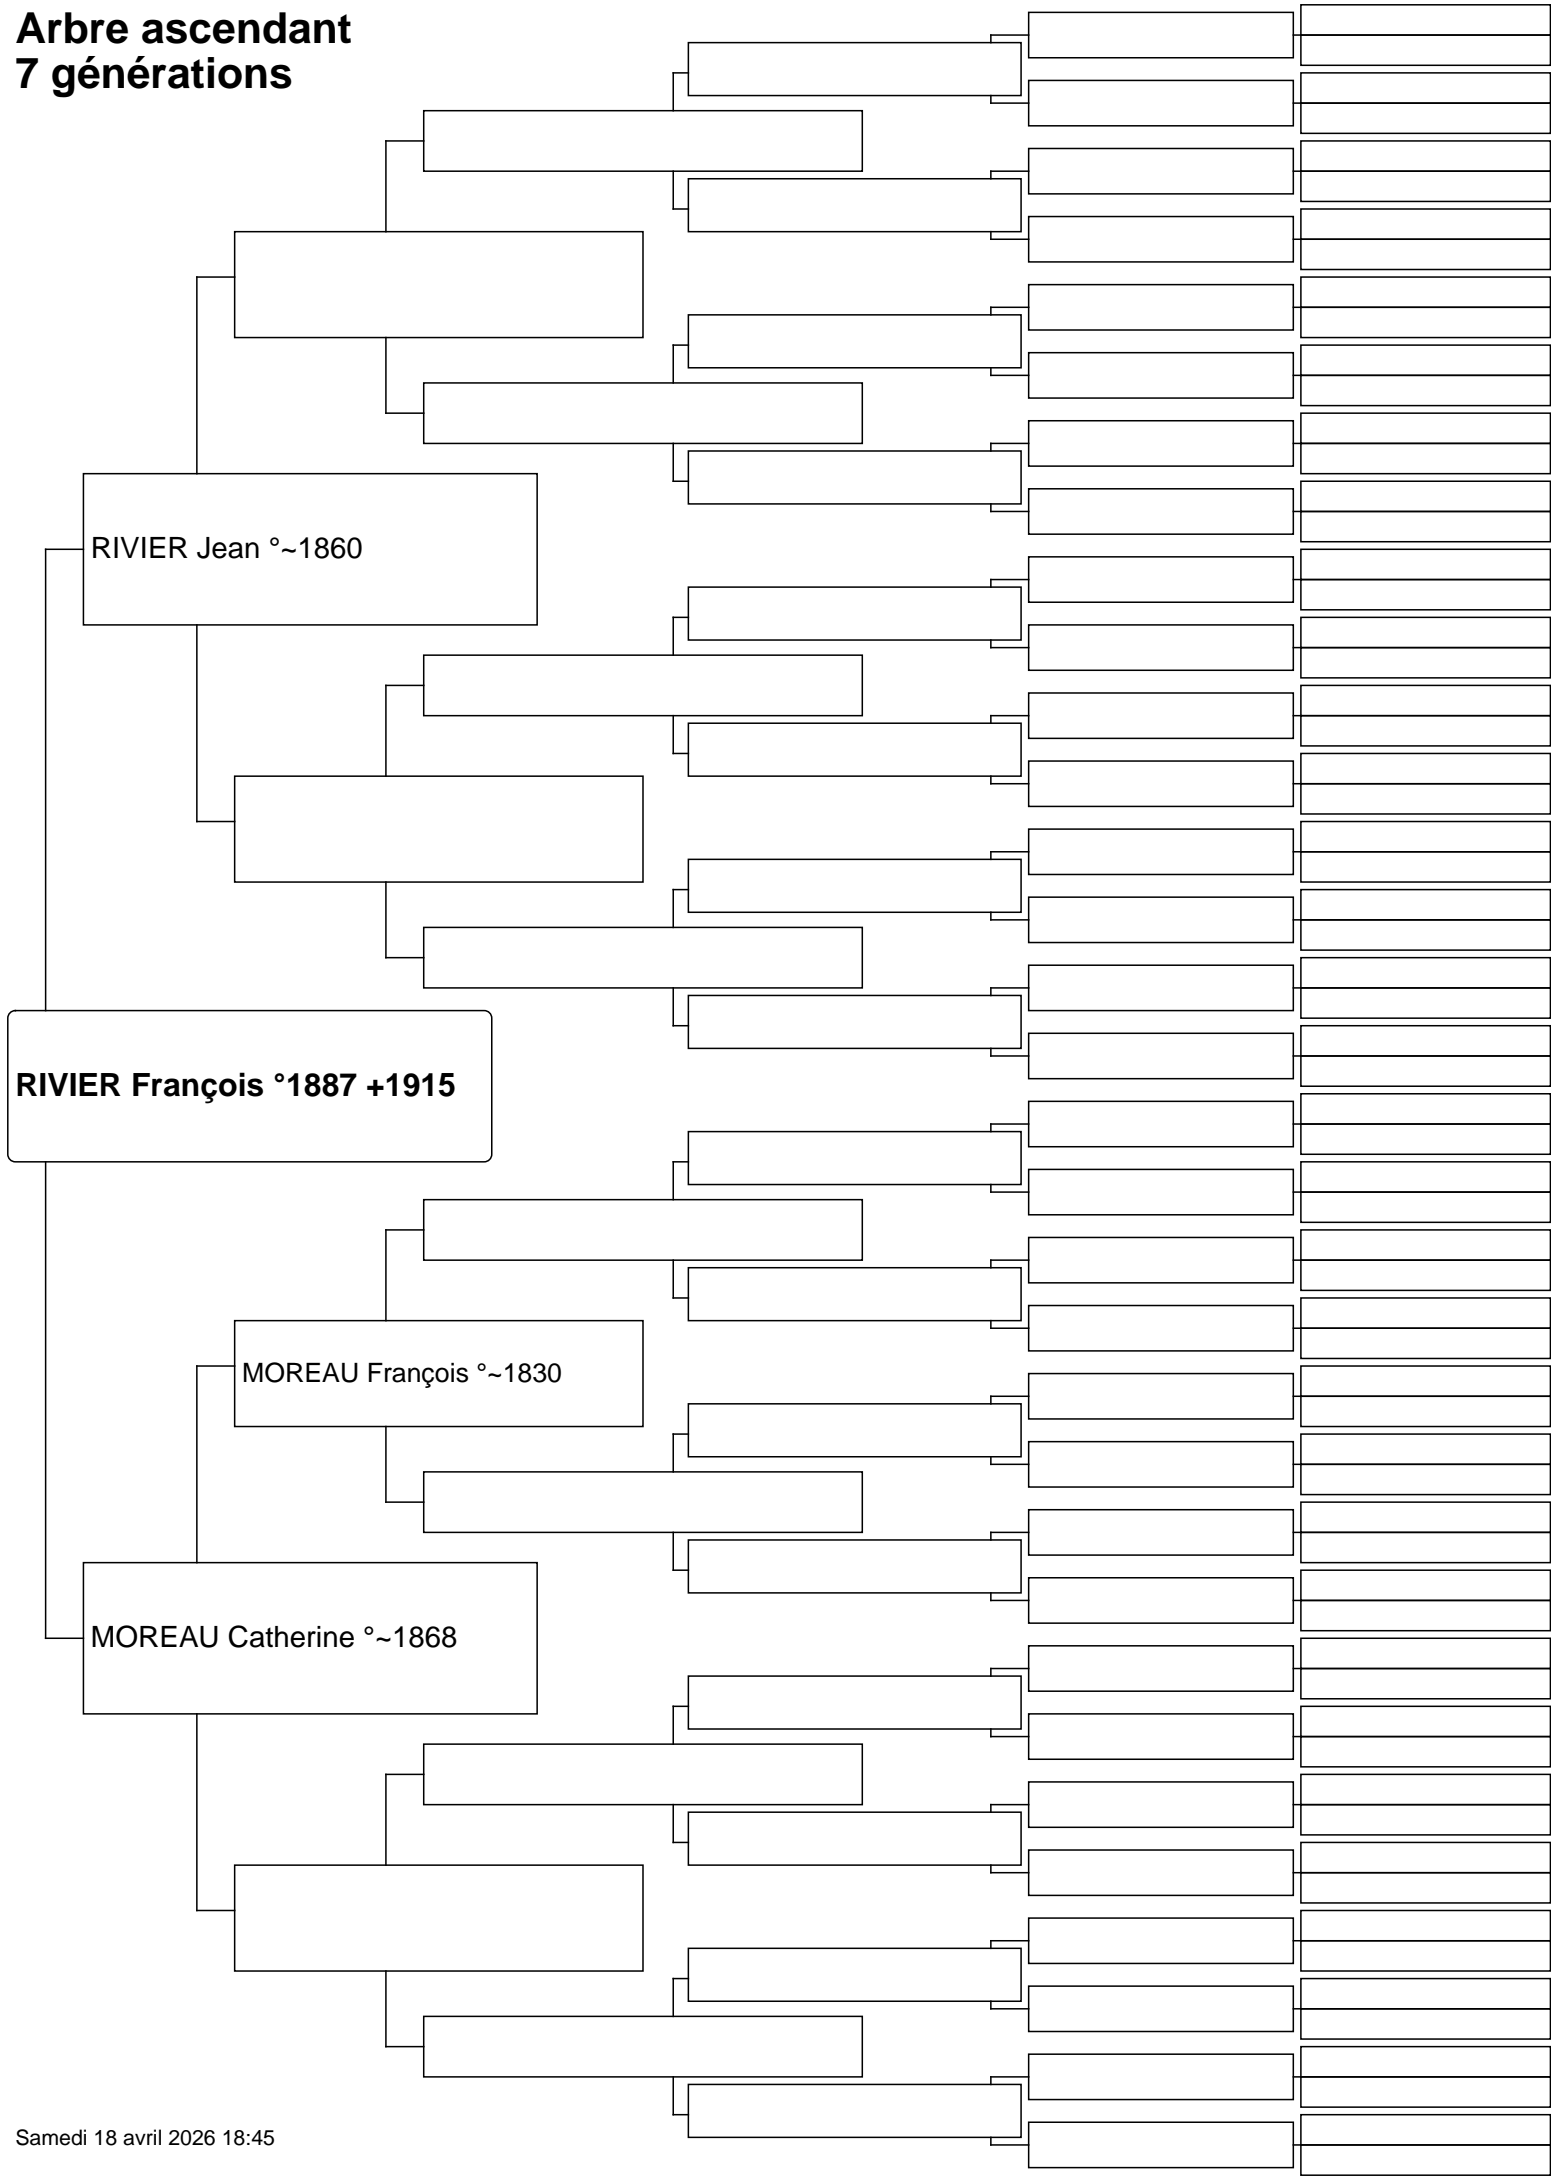 Arbre ascendant
7 générations
RIVIER Jean °~1860
RIVIER François °1887 +1915
MOREAU François °~1830
MOREAU Catherine °~1868
Samedi 18 avril 2026 18:45